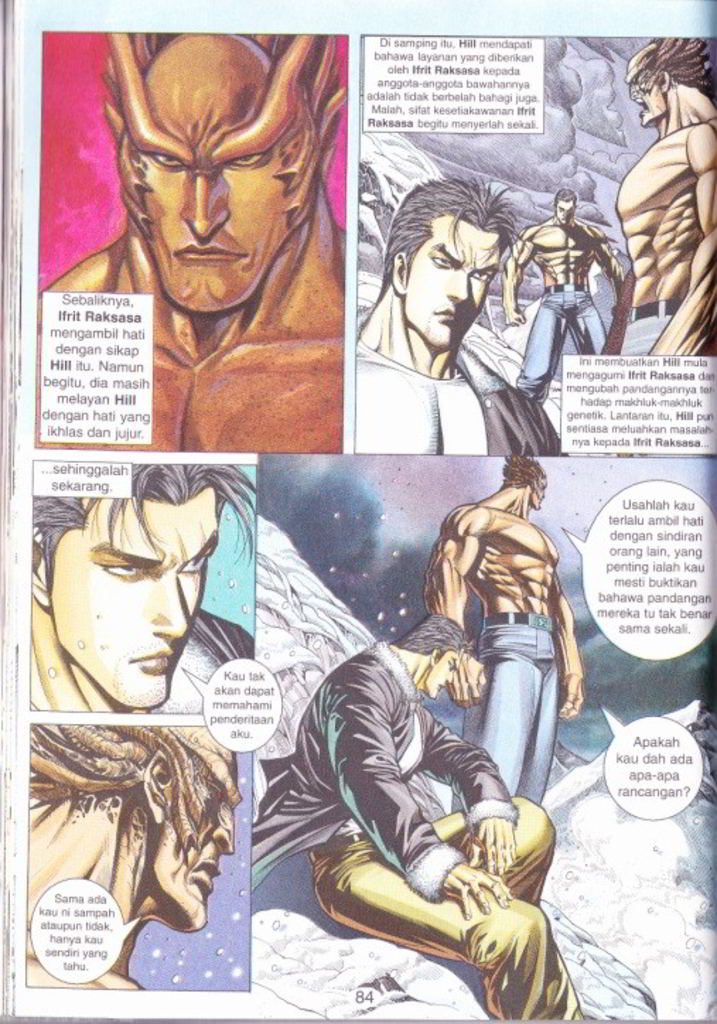 Sebaliknya,
Ifrit Raksasa
mengambil hati
dengan sikap
Hill itu. Namun
begitu, dia masih
melayan Hill
dengan hati yang
ikhlas dan jujur.
Di samping itu, Hill mendapati
bahawa layanan yang diberikan
oleh Ifrit Raksasa kepada
anggota-anggota bawahannya
adalah tidak berbelah bahagi juga.
Malah, sifat kesetiakawanan Ifrit
Raksasa begitu menyerlah sekali.
Ini membuatkan Hill mula
mengagumi Ifrit Raksasa dan
mengubah pandangannya ter
hadap makhluk-makhluk
genetik. Lantaran itu, Hill pun
sentiasa meluahkan masalah-
nya kepada Ifrit Raksasa...
...sehinggalah
sekarang.
Kau tak
akan dapat
memahami
penderitaan
aku.
Usahlah kau
terlalu ambil hati
dengan sindiran
orang lain, yang
penting ialah kau
mesti buktikan
bahawa pandangan
mereka tu tak benar
sama sekali.
Apakah
kau dah ada
apa-apa
rancangan?
Sama ada
kau ni sampah
ataupun tidak,
hanya kau
sendiri yang
tahu.
84